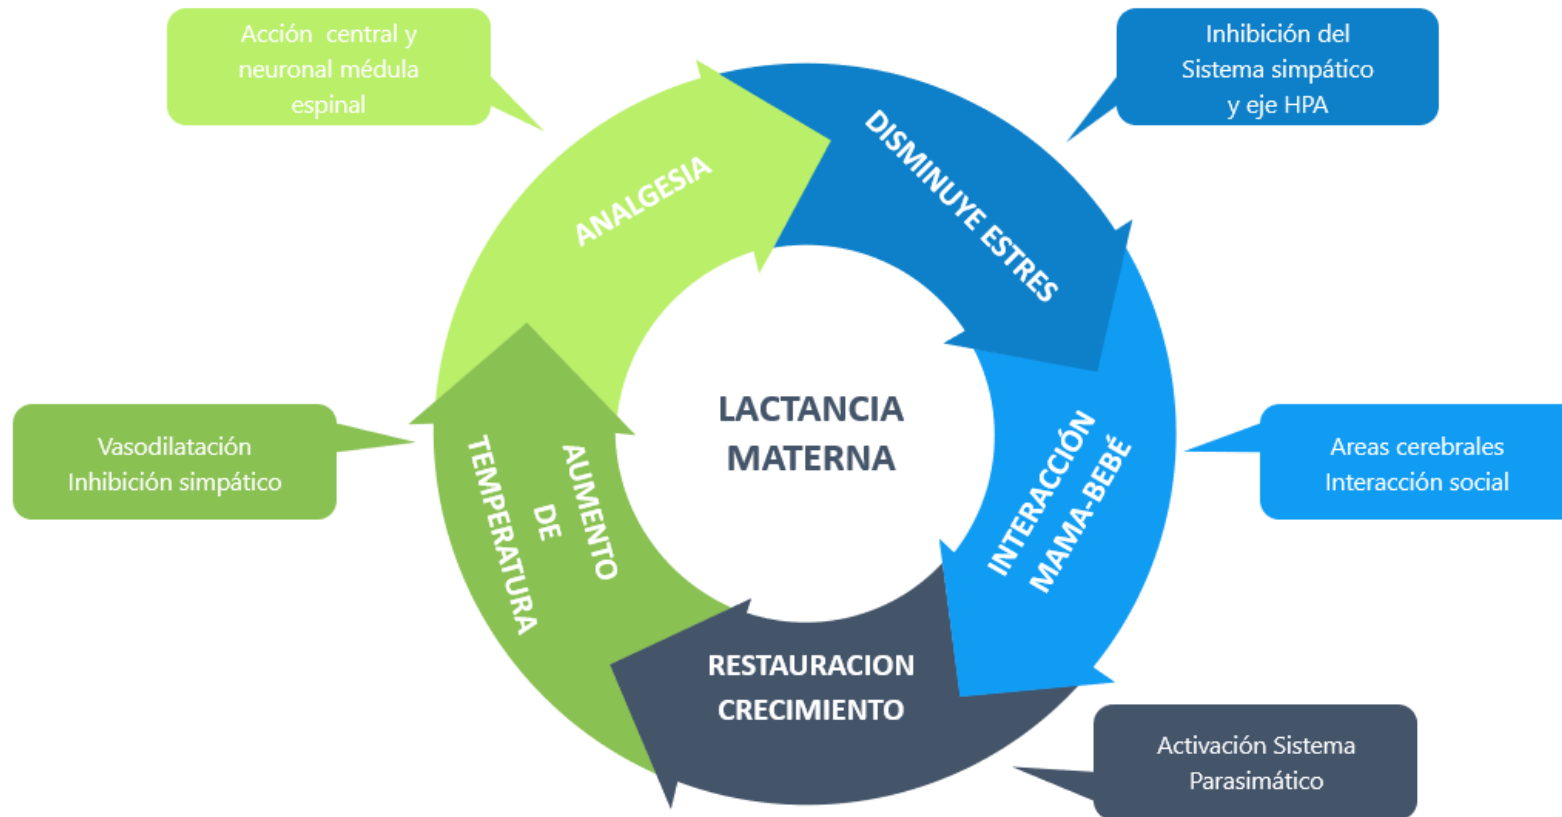 Acción central y
neuronal médula
espinal
Inhibición del
Sistema simpático
y eje HPA
ANALGESIA
DISMINUYE ESTRES
LACTANCIA
MATERNA
Vasodilatación
Inhibición simpático
AUMENTO
DE
TEMPERATURA
INTERACCIÓN
MAMA-BEBÉ
Areas cerebrales
Interacción social
RESTAURACION
CRECIMIENTO
Activación Sistema
Parasimático